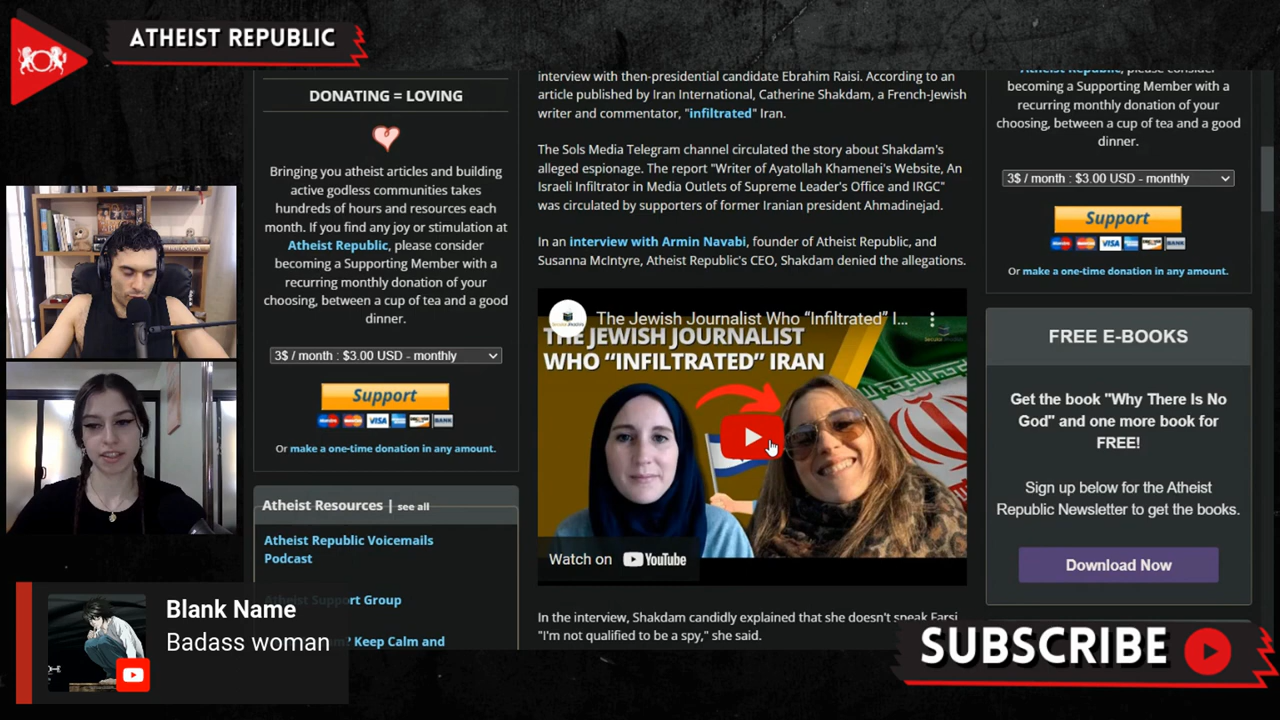 ATHEIST REPUBLIC
DONATING = LOVING
Bringing you atheist articles and building
active godless communities takes
hundreds of hours and resources each
month. If you find any joy or stimulation at
Atheist Republic, please consider
becoming a Supporting Member with a
recurring monthly donation of your
choosing, between a cup of tea and a good
dinner.
3$ / month : $3.00 USD - monthly
Support
VISA
BANK
Or make a one-time donation in any amount.
Atheist Resources | see all
Atheist Republic Voicemails
Podcast
Atheist Support Group
? Keep Calm and
interview with then-presidential candidate Ebrahim Raisi. According to an
article published by Iran International, Catherine Shakdam, a French-Jewish
writer and commentator, "infiltrated" Iran.
The Sols Media Telegram channel circulated the story about Shakdam's
alleged espionage. The report "Writer of Ayatollah Khamenei's Website, An
Israeli Infiltrator in Media Outlets of Supreme Leader's Office and IRGC"
was circulated by supporters of former Iranian president Ahmadinejad.
In an interview with Armin Navabi, founder of Atheist Republic, and
Susanna McIntyre, Atheist Republic's CEO, Shakdam denied the allegations.
The Jewish Journalist Who “Infiltrated” I...
THE JEWISH JOURNALIST
WHO “INFILTRATED” IRAN
Watch on YouTube
In the interview, Shakdam candidly explained that she doesn't speak Farsi.
"I'm not qualified to be a spy," she said.
Atheist Republic, please consider
becoming a Supporting Member with a
recurring monthly donation of your
choosing, between a cup of tea and a good
dinner.
3$ / month : $3.00 USD - monthly
Support
VISA
BANK
Or make a one-time donation in any amount.
FREE E-BOOKS
Get the book "Why There Is No
God" and one more book for
FREE!
Sign up below for the Atheist
Republic Newsletter to get the books.
Download Now
Blank Name
Badass woman
SUBSCRIBE